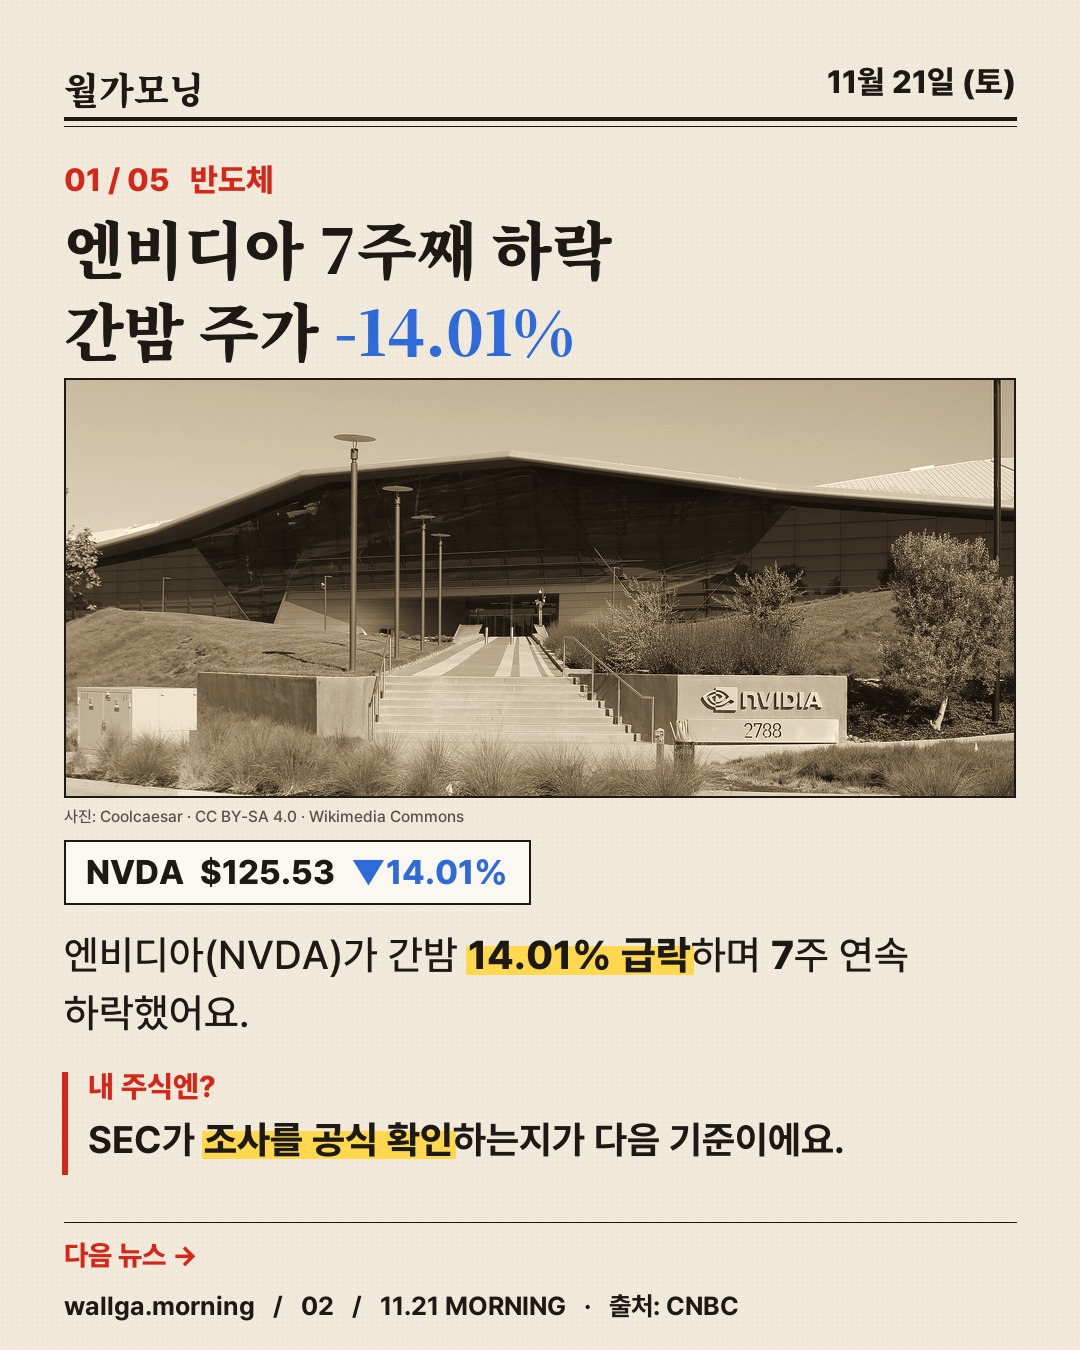 월가모닝
11월 21일 (토)
01 / 05 반도체
엔비디아 7주째 하락
간밤 주가 -14.01%
NVIDIA
2788
사진: Coolcaesar · CC BY-SA 4.0 · Wikimedia Commons
NVDA $125.53 ▼14.01%
엔비디아(NVDA)가 간밤 14.01% 급락하며 7주 연속
하락했어요.
내 주식엔?
SEC가 조사를 공식 확인하는지가 다음 기준이에요.
다음 뉴스 →
wallga.morning / 02 / 11.21 MORNING · 출처: CNBC